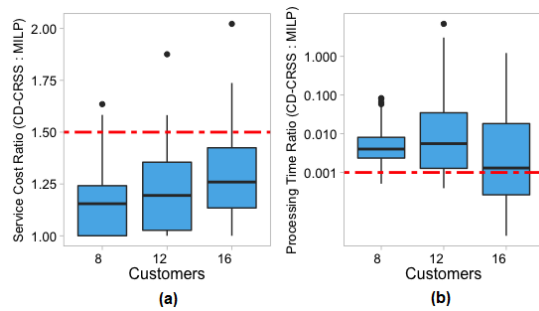 Service Cost Ratio (CD-CRSS : MILP)
2.00
1.75
1.50
1.25
1.00
8 12 16
Customers
(a)
Processing Time Ratio (CD-CRSS : MILP)
1.000
0.100
0.010
0.001
8 12 16
Customers
(b)